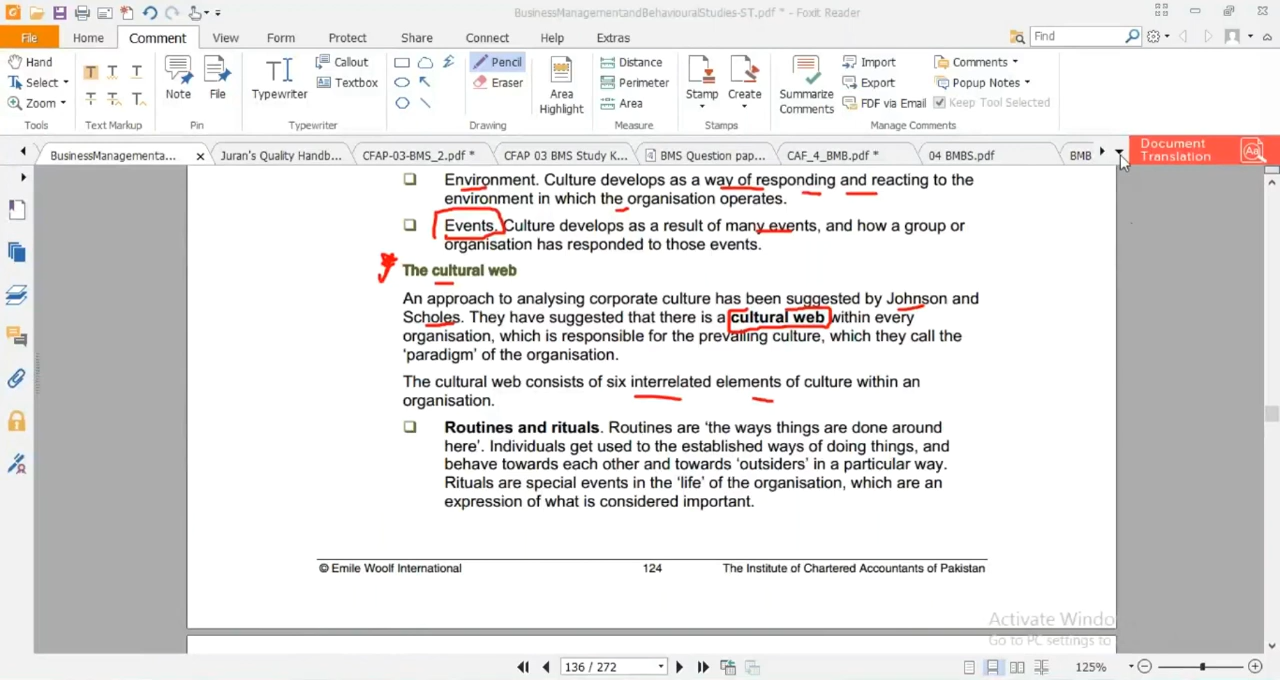 BusinessManagementandBehaviouralStudies-ST.pdf * - Foxit Reader
File Home Comment View Form Protect Share Connect Help Extras Find
Hand Select Zoom Tools
Text Markup
Note File Pin
Typewriter Callout Textbox Typewriter
Pencil Eraser Drawing
Area Highlight
Distance Perimeter Area Measure
Stamp Create Stamps
Summarize Comments Import Export FDF via Email Comments Popup Notes Keep Tool Selected Manage Comments
BusinessManagementa... Juran's Quality Handb... CFAP-03-BMS_2.pdf * CFAP 03 BMS Study K... BMS Question pap... CAF_4_BMB.pdf * 04 BMBS.pdf BMB Document Translation
Environment. Culture develops as a way of responding and reacting to the
environment in which the organisation operates.
Events. Culture develops as a result of many events, and how a group or
organisation has responded to those events.
The cultural web
An approach to analysing corporate culture has been suggested by Johnson and
Scholes. They have suggested that there is a cultural web within every
organisation, which is responsible for the prevailing culture, which they call the
‘paradigm’ of the organisation.
The cultural web consists of six interrelated elements of culture within an
organisation.
Routines and rituals. Routines are ‘the ways things are done around
here’. Individuals get used to the established ways of doing things, and
behave towards each other and towards ‘outsiders’ in a particular way.
Rituals are special events in the ‘life’ of the organisation, which are an
expression of what is considered important.
© Emile Woolf International 124 The Institute of Chartered Accountants of Pakistan
Activate Windo
Go to PC settings to
136 / 272 125%